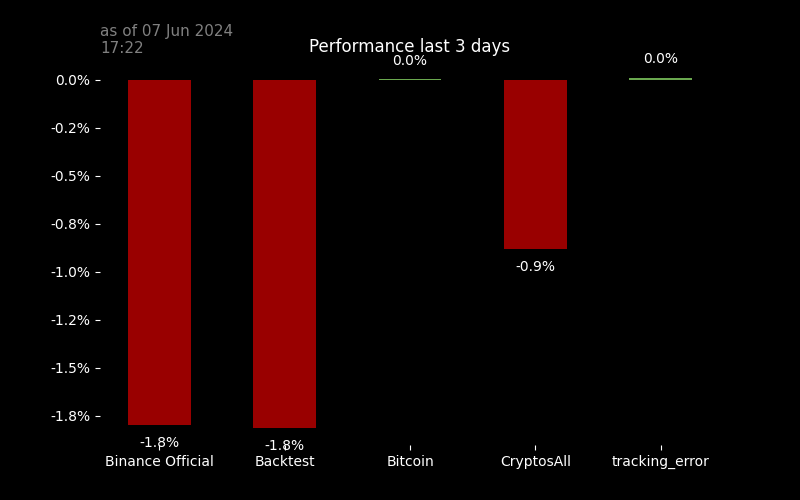 as of 07 Jun 2024
17:22
Performance last 3 days
0.0%
0.0%
0.0%
-0.2%
-0.5%
-0.8%
-1.0%
-1.2%
-1.5%
-1.8%
-0.9%
-1.8%
-1.8%
Binance Official
Backtest
Bitcoin
CryptosAll
tracking_error